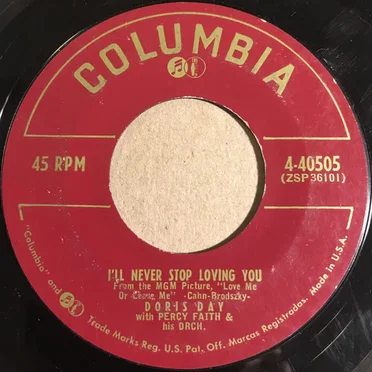 COLUMBIA
45 RPM
4-40505
(ZSP36101)
I'LL NEVER STOP LOVING YOU
From the MGM Picture, "Love Me
Or Leave Me" -Cahn-Brodszky-
DORIS DAY
with PERCY FAITH &
his ORCH.
"Columbia" and Trade Marks Reg. U.S. Pat. Off. Marcas Registradas. Made in U.S.A.